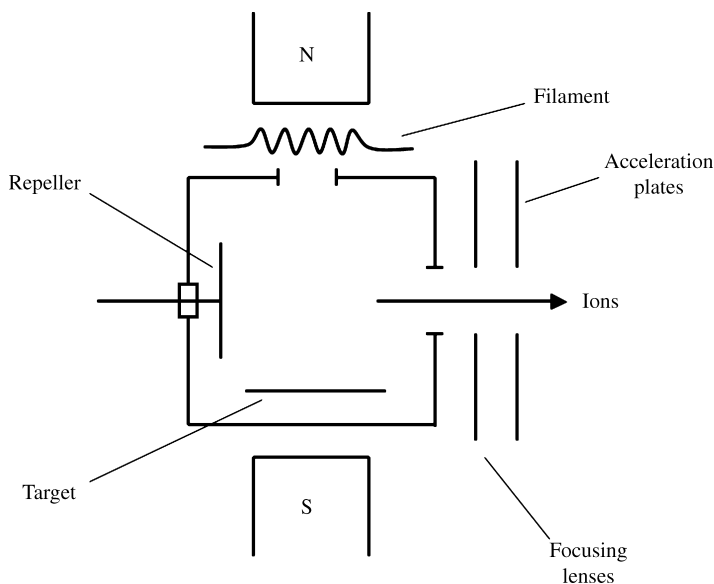 N
Filament
Acceleration
plates
Repeller
Ions
Target
S
Focusing
lenses